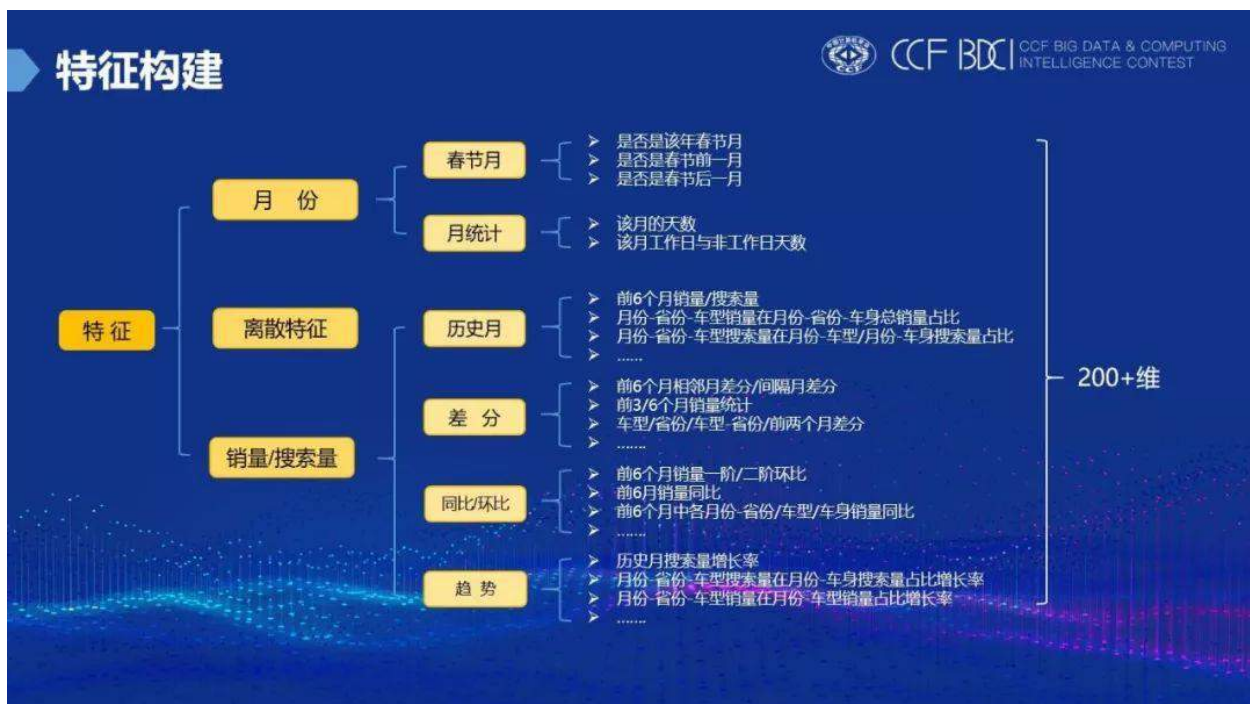 特征构建
CCF BDCI
CCF BIG DATA & COMPUTING
INTELLIGENCE CONTEST
CCF
特 征
月 份
春节月
➤ 是否是该年春节月
➤ 是否是春节前一月
➤ 是否是春节后一月
月统计
➤ 该月的天数
➤ 该月工作日与非工作日天数
离散特征
销量/搜索量
历史月
➤ 前6个月销量/搜索量
➤ 月份-省份-车型销量在月份-省份-车身总销量占比
➤ 月份-省份-车型搜索量在月份-车型/月份-车身搜索量占比
➤ ......
差 分
➤ 前6个月相邻月差分/间隔月差分
➤ 前3/6个月销量统计
➤ 车型/省份/车型-省份/前两个月差分
➤ .......
同比/环比
➤ 前6个月销量一阶/二阶环比
➤ 前6月销量同比
➤ 前6个月中各月份-省份/车型/车身销量同比
➤ .......
趋 势
➤ 历史月搜索量增长率
➤ 月份-省份-车型搜索量在月份-车身搜索量占比增长率
➤ 月份-省份-车型销量在月份-车型销量占比增长率
➤ .......
200+维